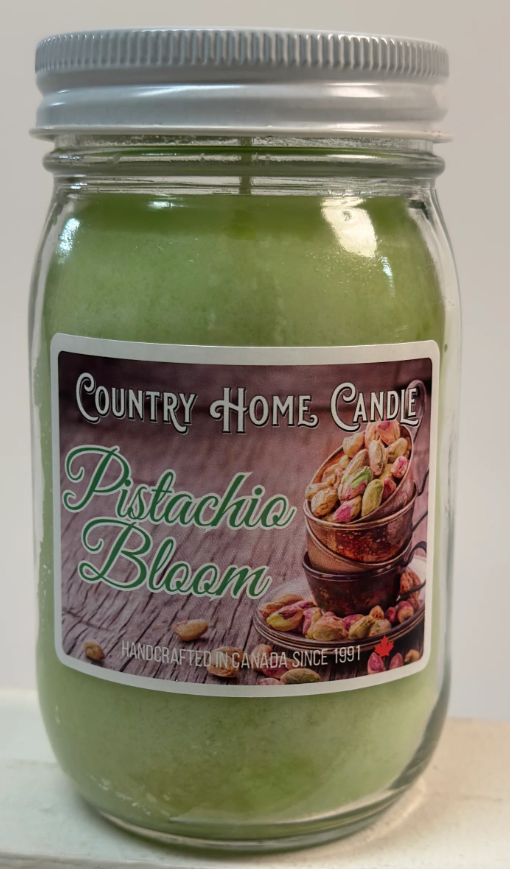 Country Home Candle
Pistachio
Bloom
HANDCRAFTED IN CANADA SINCE 1991